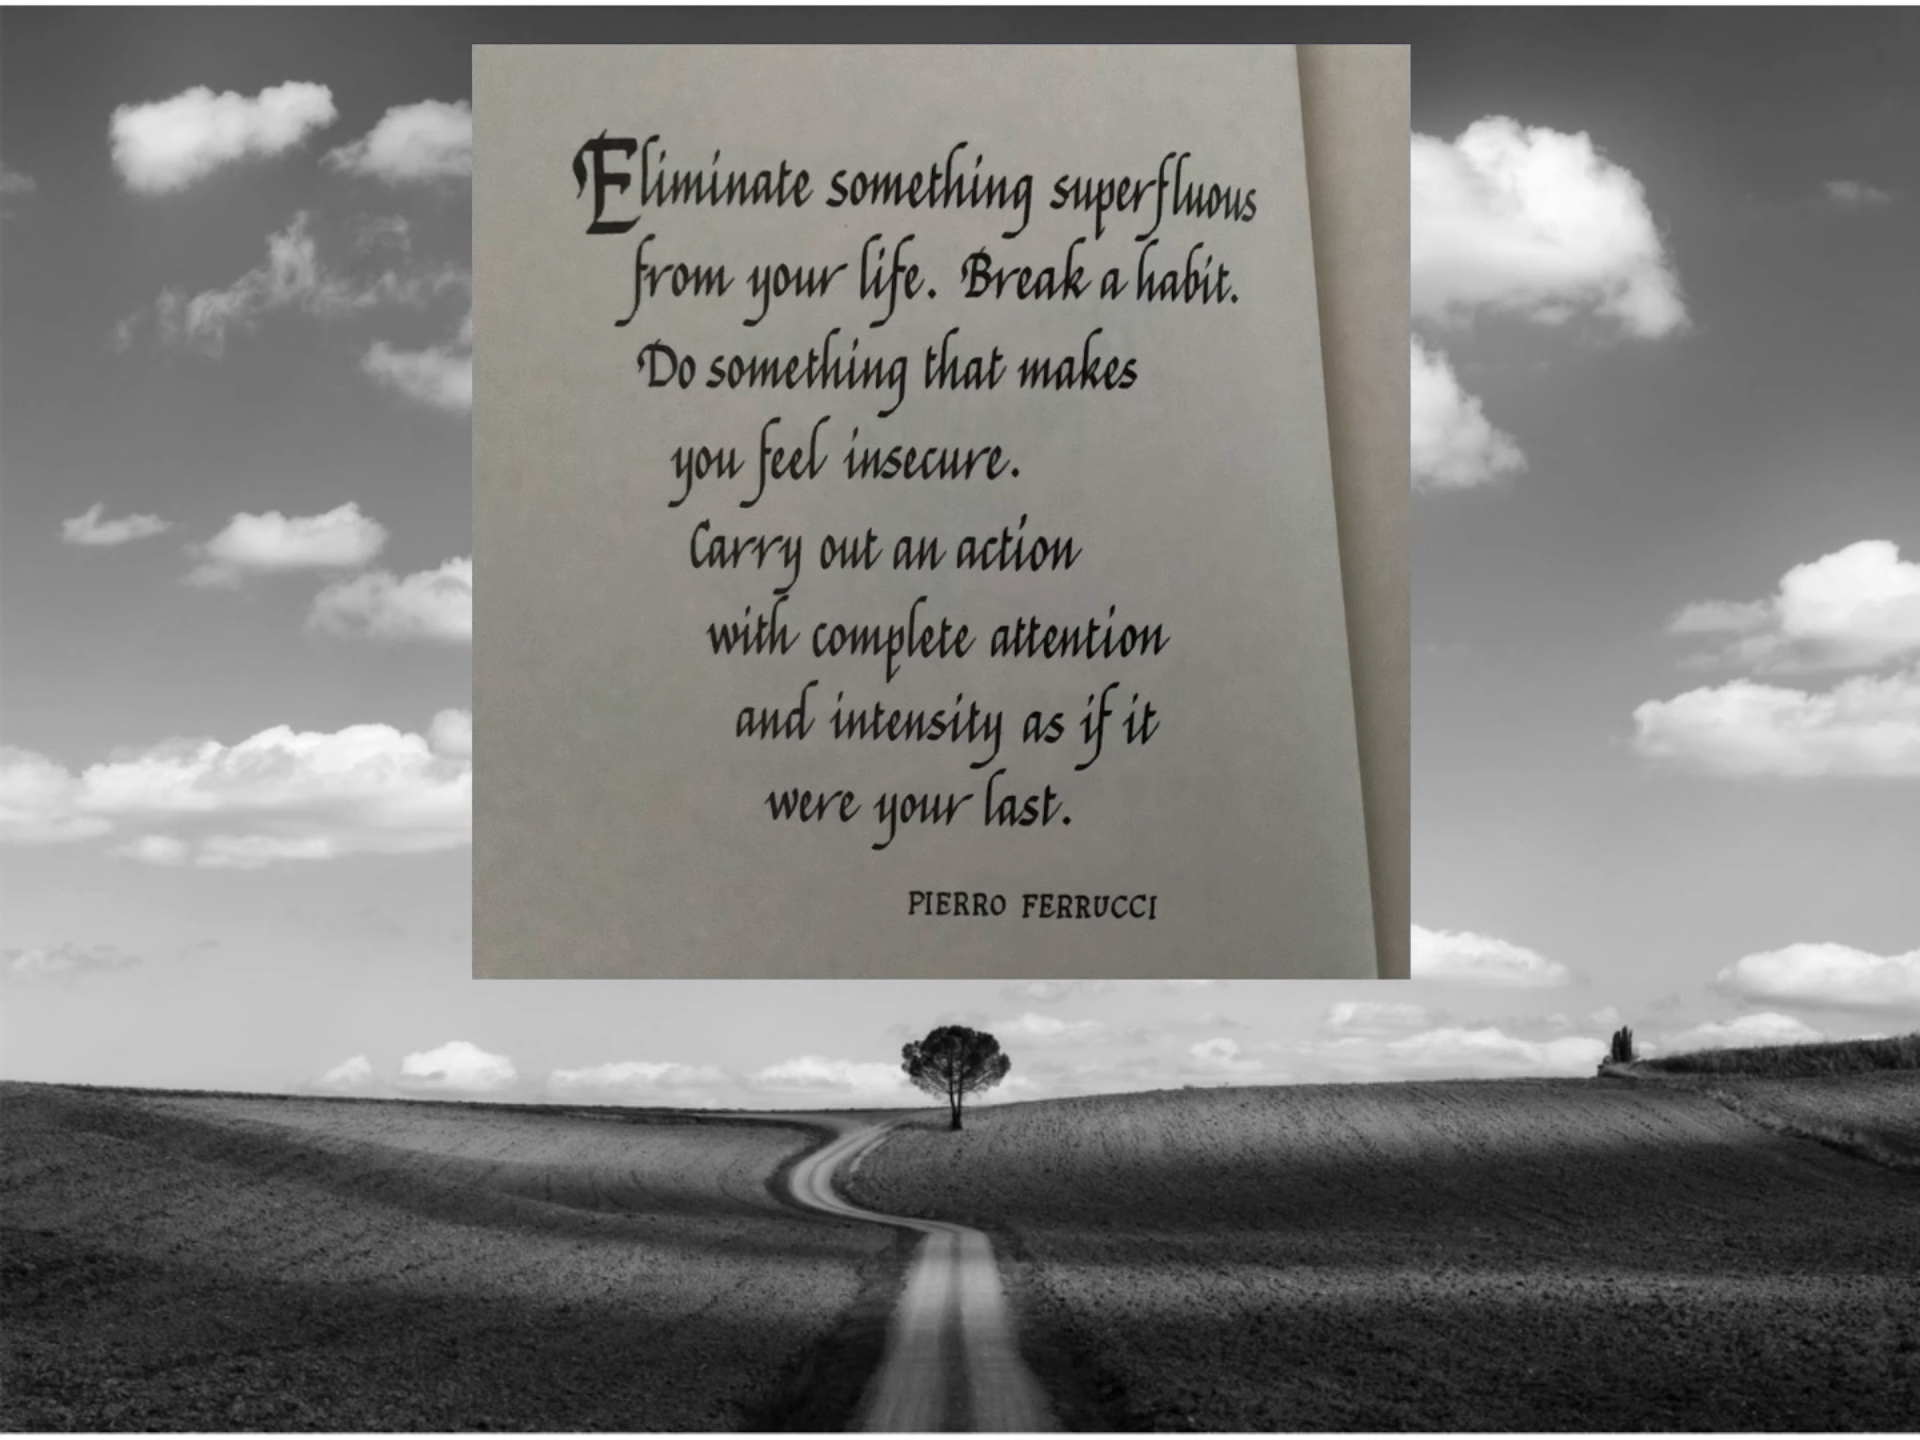 Eliminate something superfluous
from your life. Break a habit.
Do something that makes
you feel insecure.
Carry out an action
with complete attention
and intensity as if it
were your last.
PIERRO FERRUCCI